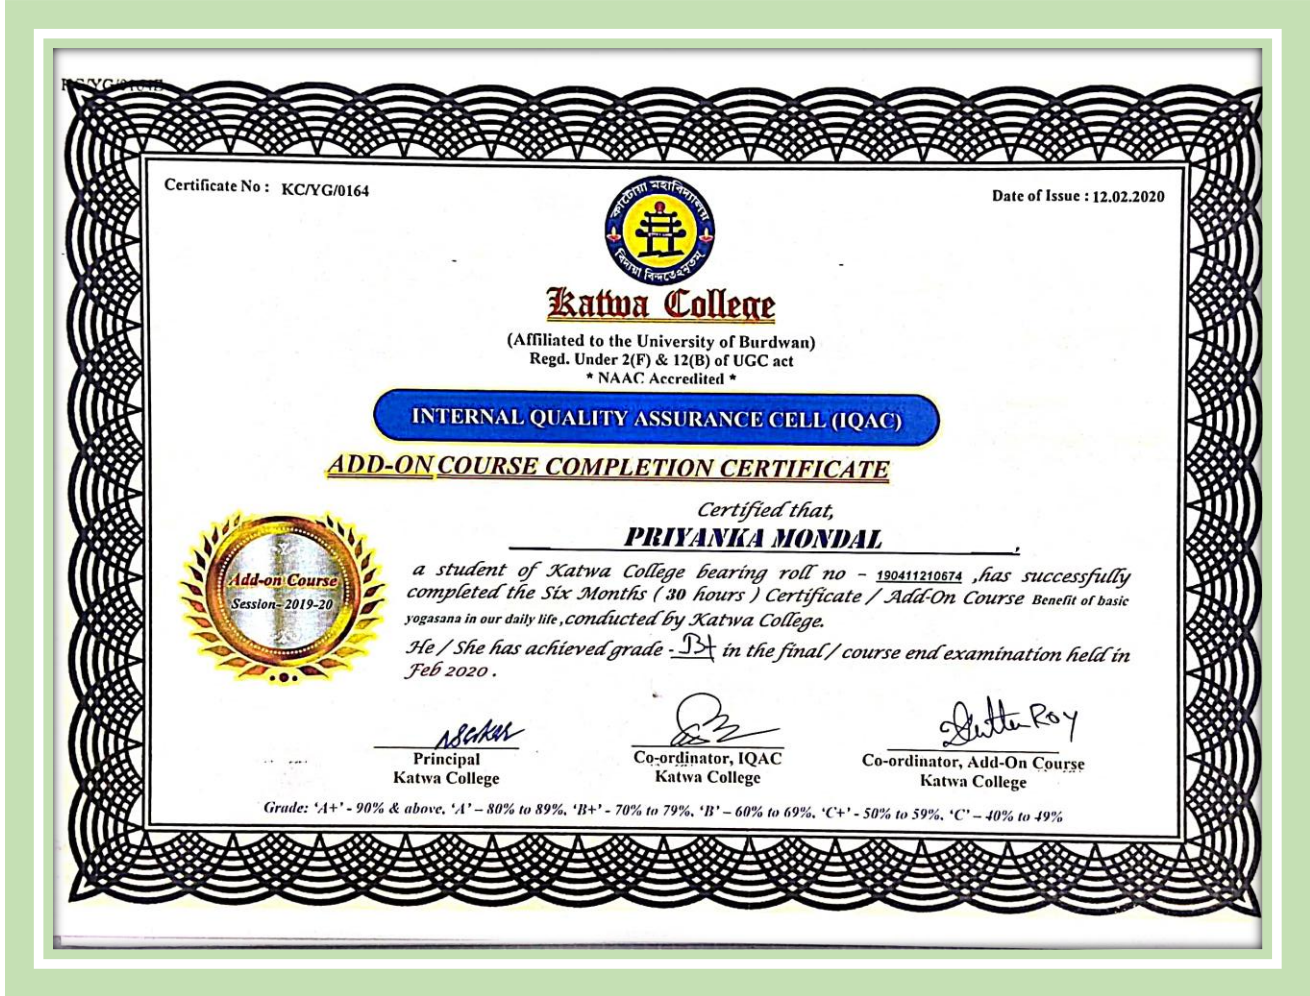 Certificate No : KC/YG/0164
Date of Issue : 12.02.2020
কাটোয়া মহাবিদ্যালয়
Katwa College
(Affiliated to the University of Burdwan)
Regd. Under 2(F) & 12(B) of UGC act
* NAAC Accredited *
INTERNAL QUALITY ASSURANCE CELL (IQAC)
ADD-ON COURSE COMPLETION CERTIFICATE
Certified that,
PRIYANKA MONDAL ,
Add-on Course
Session- 2019-20
a student of Katwa College bearing roll no – 190411210674 ,has successfully
completed the Six Months ( 30 hours ) Certificate / Add-On Course Benefit of basic
yogasana in our daily life ,conducted by Katwa College.
He / She has achieved grade - B+ in the final / course end examination held in
Feb 2020 .
Dutta Roy
Principal
Katwa College
Co-ordinator, IQAC
Katwa College
Co-ordinator, Add-On Course
Katwa College
Grade: ‘A+’ - 90% & above, ‘A’ – 80% to 89%, ‘B+’ - 70% to 79%, ‘B’ – 60% to 69%, ‘C+’ - 50% to 59%, ‘C’ – 40% to 49%